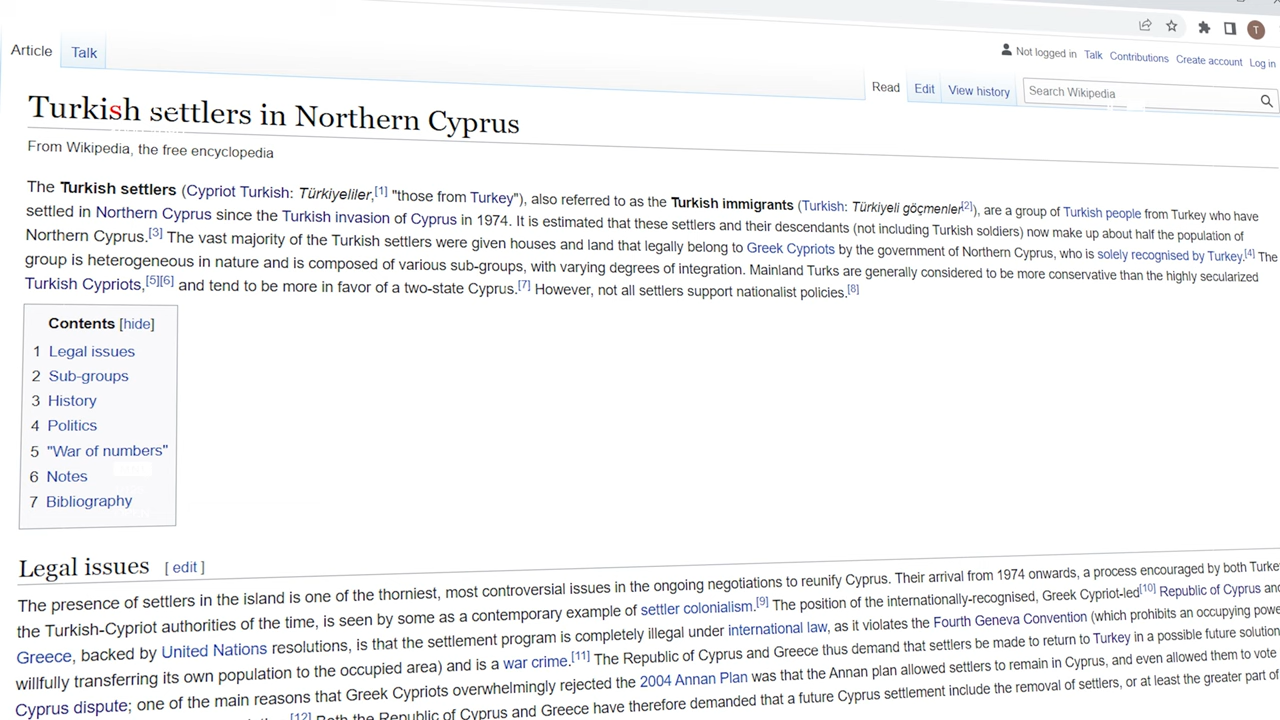 T
Article Talk
Not logged in Talk Contributions Create account Log in
Read Edit View history Search Wikipedia
Turkish settlers in Northern Cyprus
From Wikipedia, the free encyclopedia
The Turkish settlers (Cypriot Turkish: Türkiyeliler,[1] "those from Turkey"), also referred to as the Turkish immigrants (Turkish: Türkiyeli göçmenler[2]), are a group of Turkish people from Turkey who have
settled in Northern Cyprus since the Turkish invasion of Cyprus in 1974. It is estimated that these settlers and their descendants (not including Turkish soldiers) now make up about half the population of
Northern Cyprus.[3] The vast majority of the Turkish settlers were given houses and land that legally belong to Greek Cypriots by the government of Northern Cyprus, who is solely recognised by Turkey.[4] The
group is heterogeneous in nature and is composed of various sub-groups, with varying degrees of integration. Mainland Turks are generally considered to be more conservative than the highly secularized
Turkish Cypriots,[5][6] and tend to be more in favor of a two-state Cyprus.[7] However, not all settlers support nationalist policies.[8]
Contents [hide]
1 Legal issues
2 Sub-groups
3 History
4 Politics
5 "War of numbers"
6 Notes
7 Bibliography
Legal issues [ edit ]
The presence of settlers in the island is one of the thorniest, most controversial issues in the ongoing negotiations to reunify Cyprus. Their arrival from 1974 onwards, a process encouraged by both Turke
the Turkish-Cypriot authorities of the time, is seen by some as a contemporary example of settler colonialism.[9] The position of the internationally-recognised, Greek Cypriot-led[10] Republic of Cyprus and
Greece, backed by United Nations resolutions, is that the settlement program is completely illegal under international law, as it violates the Fourth Geneva Convention (which prohibits an occupying powe
willfully transferring its own population to the occupied area) and is a war crime.[11] The Republic of Cyprus and Greece thus demand that settlers be made to return to Turkey in a possible future solution
Cyprus dispute; one of the main reasons that Greek Cypriots overwhelmingly rejected the 2004 Annan Plan was that the Annan plan allowed settlers to remain in Cyprus, and even allowed them to vote
[12] Both the Republic of Cyprus and Greece have therefore demanded that a future Cyprus settlement include the removal of settlers, or at least the greater part of